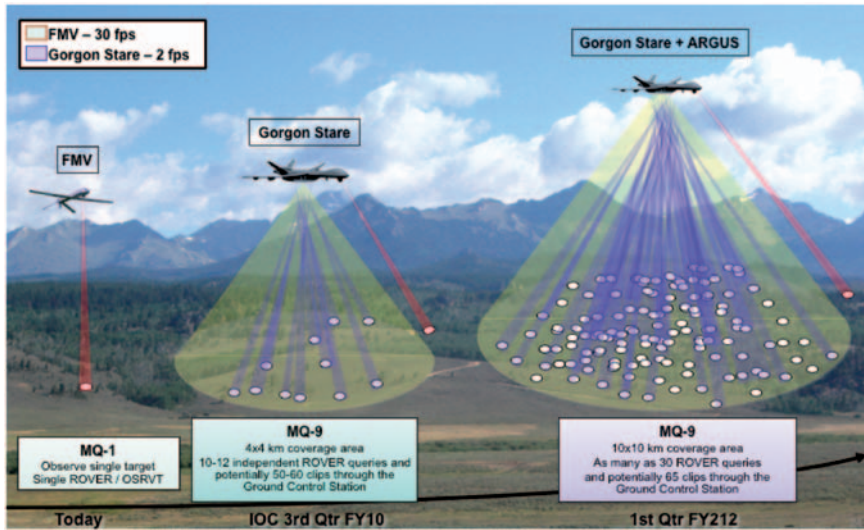 FMV – 30 fps
Gorgon Stare – 2 fps
FMV
Gorgon Stare
Gorgon Stare + ARGUS
MQ-1
Observe single target
Single ROVER / OSRVT
MQ-9
4x4 km coverage area
10-12 independent ROVER queries and
potentially 50-60 clips through the
Ground Control Station
MQ-9
10x10 km coverage area
As many as 30 ROVER queries
and potentially 65 clips through the
Ground Control Station
Today
IOC 3rd Qtr FY10
1st Qtr FY212